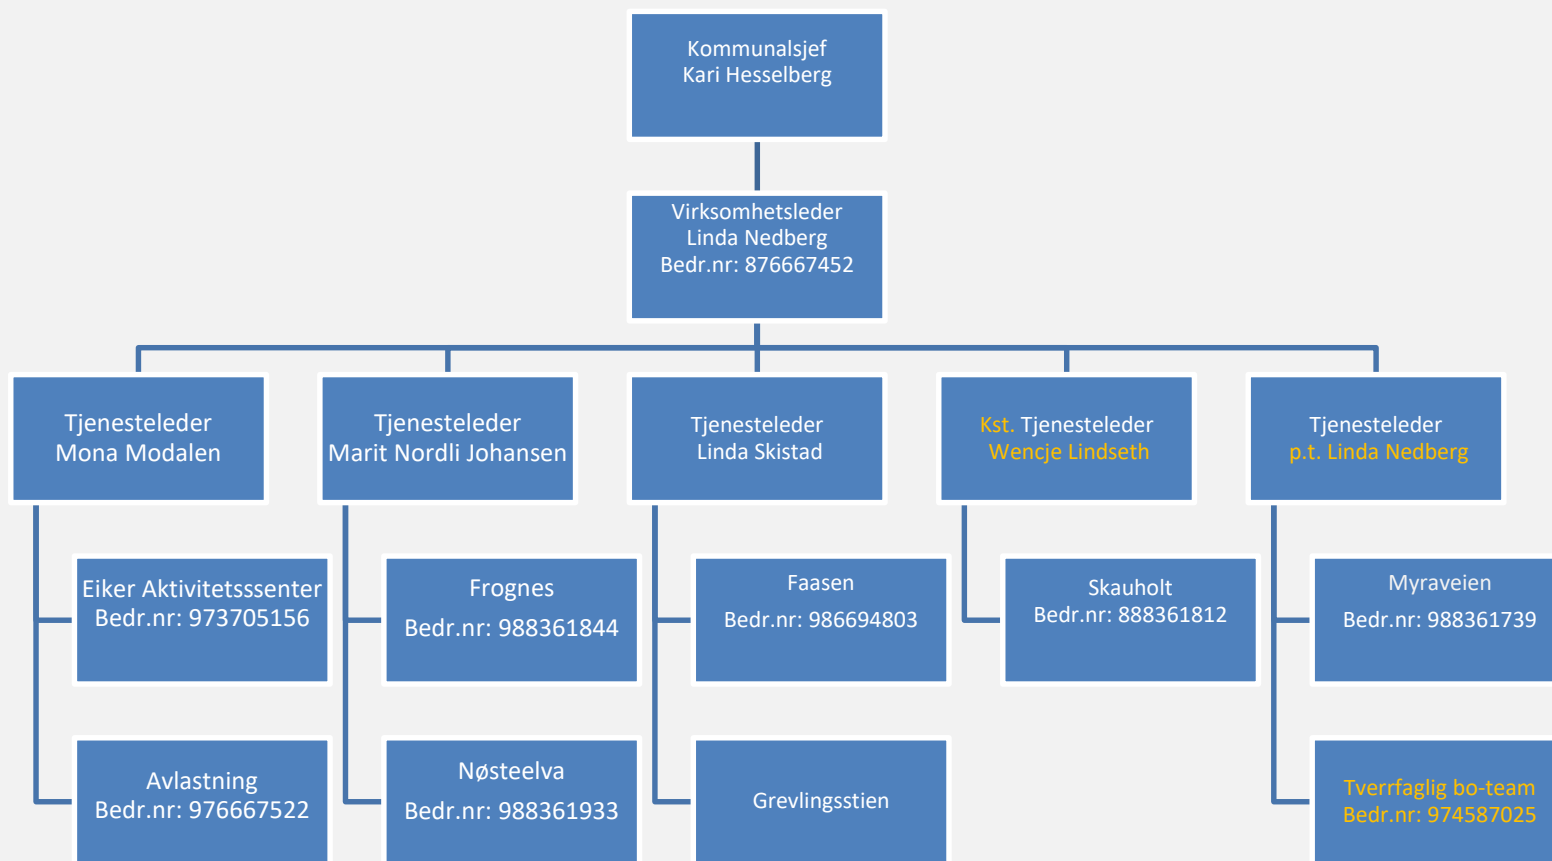 Kommunalsjef
Kari Hesselberg
Virksomhetsleder
Linda Nedberg
Bedr.nr: 876667452
Tjenesteleder
Mona Modalen
Tjenesteleder
Marit Nordli Johansen
Tjenesteleder
Linda Skistad
Kst. Tjenesteleder
Wencje Lindseth
Tjenesteleder
p.t. Linda Nedberg
Eiker Aktivitetsssenter
Bedr.nr: 973705156
Frognes
Bedr.nr: 988361844
Faasen
Bedr.nr: 986694803
Skauholt
Bedr.nr: 888361812
Myraveien
Bedr.nr: 988361739
Avlastning
Bedr.nr: 976667522
Nøsteelva
Bedr.nr: 988361933
Grevlingsstien
Tverrfaglig bo-team
Bedr.nr: 974587025